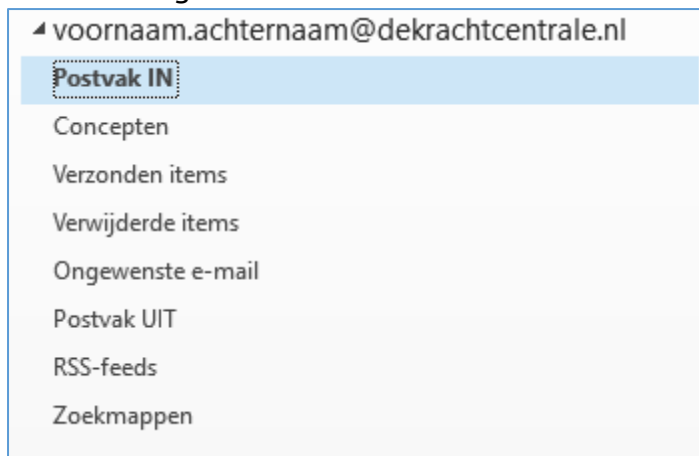 voornaam.achternaam@dekrachtcentrale.nl
Postvak IN
Concepten
Verzonden items
Verwijderde items
Ongewenste e-mail
Postvak UIT
RSS-feeds
Zoekmappen